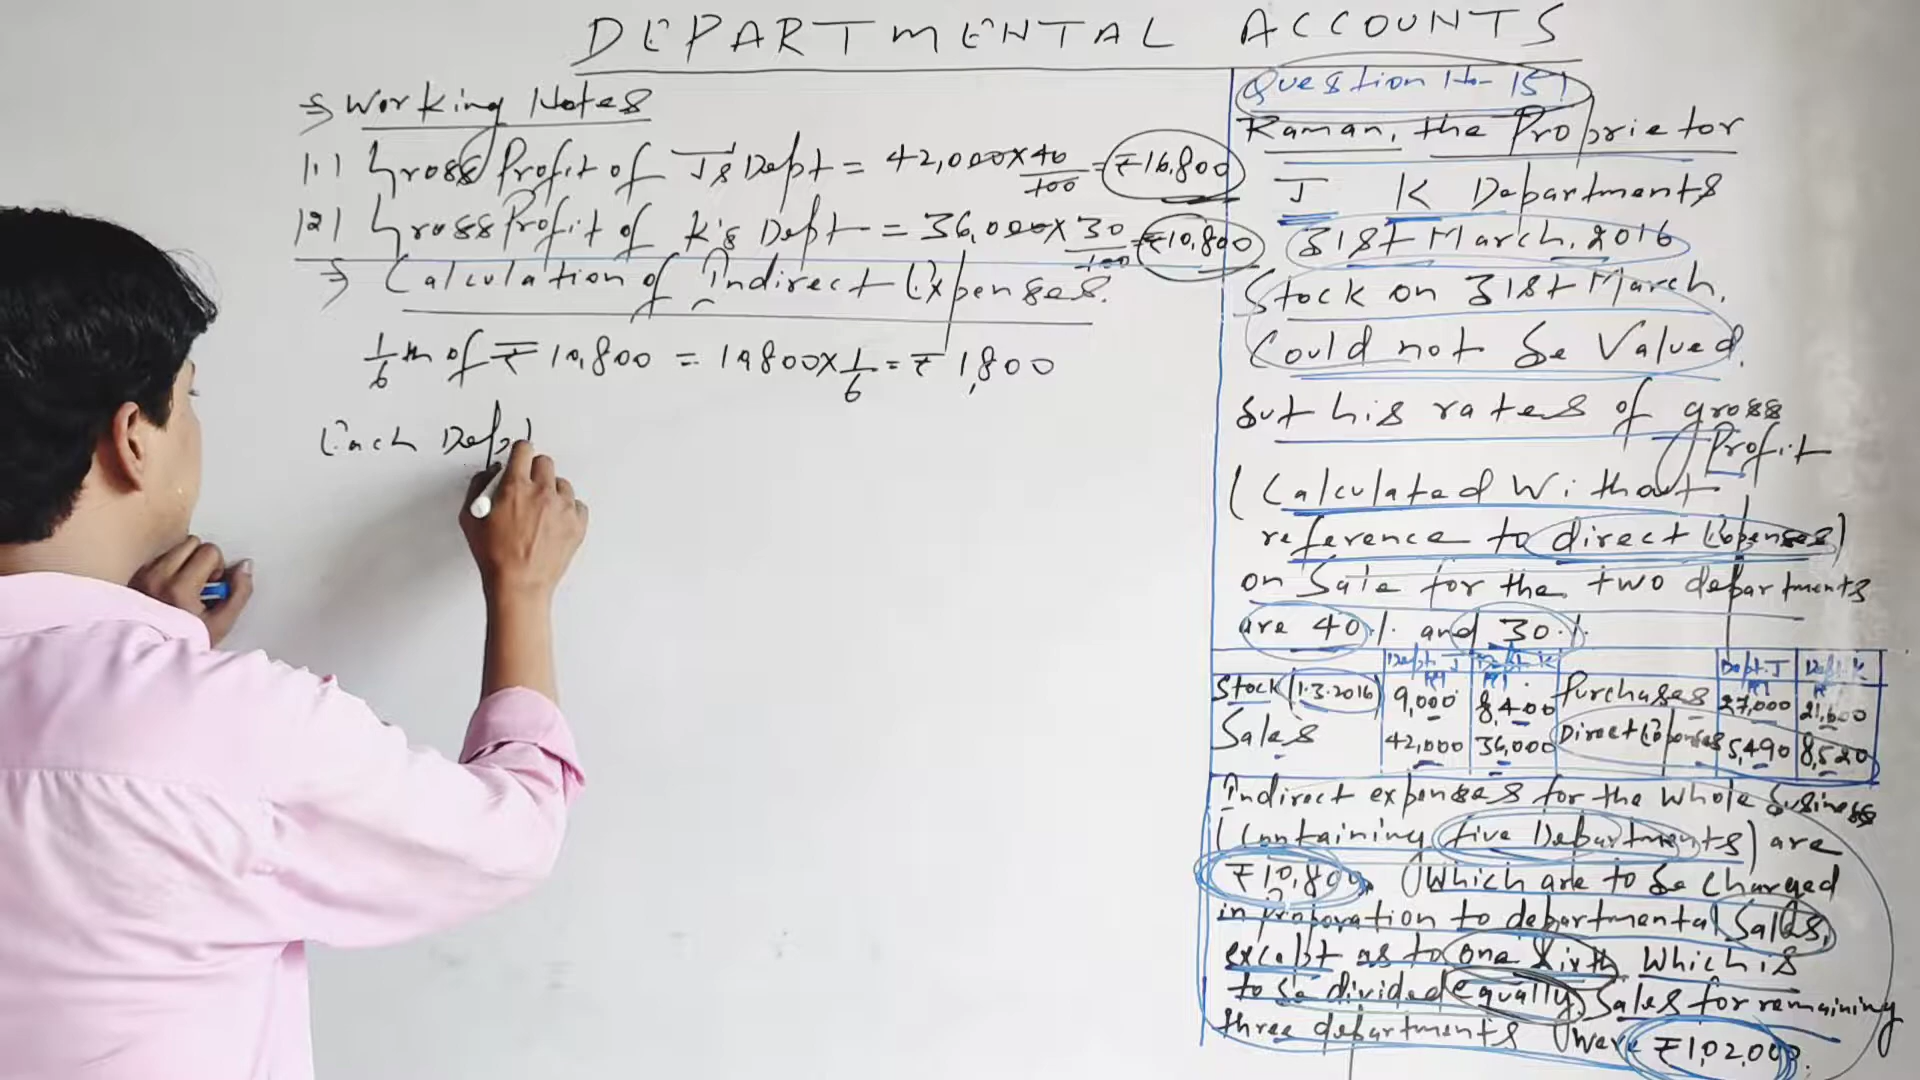 DEPARTMENTAL ACCOUNTS
→ Working Notes
|1.| Gross Profit of J's Dept = 42,000 × 40/100 = ₹16,800
|2| Gross Profit of K's Dept = 36,000 × 30/100 = ₹10,800
→ Calculation of Indirect Expenses.
1/6 th of ₹ 10,800 = 10,800 × 1/6 = ₹ 1,800
Each Dept
Question No- 151
Raman, the Proprietor
J K Departments
31st March, 2016
Stock on 31st March,
Could not be Valued.
but his rates of gross
Profit
(Calculated Without
reference to direct Expenses)
on Sale for the two departments
are 40% and 30%.
Dept. J Dept. K Dept. J Dept. K
Stock (1.3.2016) 9,000 8,400 Purchases 27,000 21,600
Sales 42,000 36,000 Direct Expenses 5,490 8,520
Indirect expenses for the whole business
(Containing five Departments) are
₹10,800, Which are to be charged
in proporation to departmental Sales,
except as to one Sixth Which is
to be divided equally. Sales for remaining
three departments were ₹1,02,000.